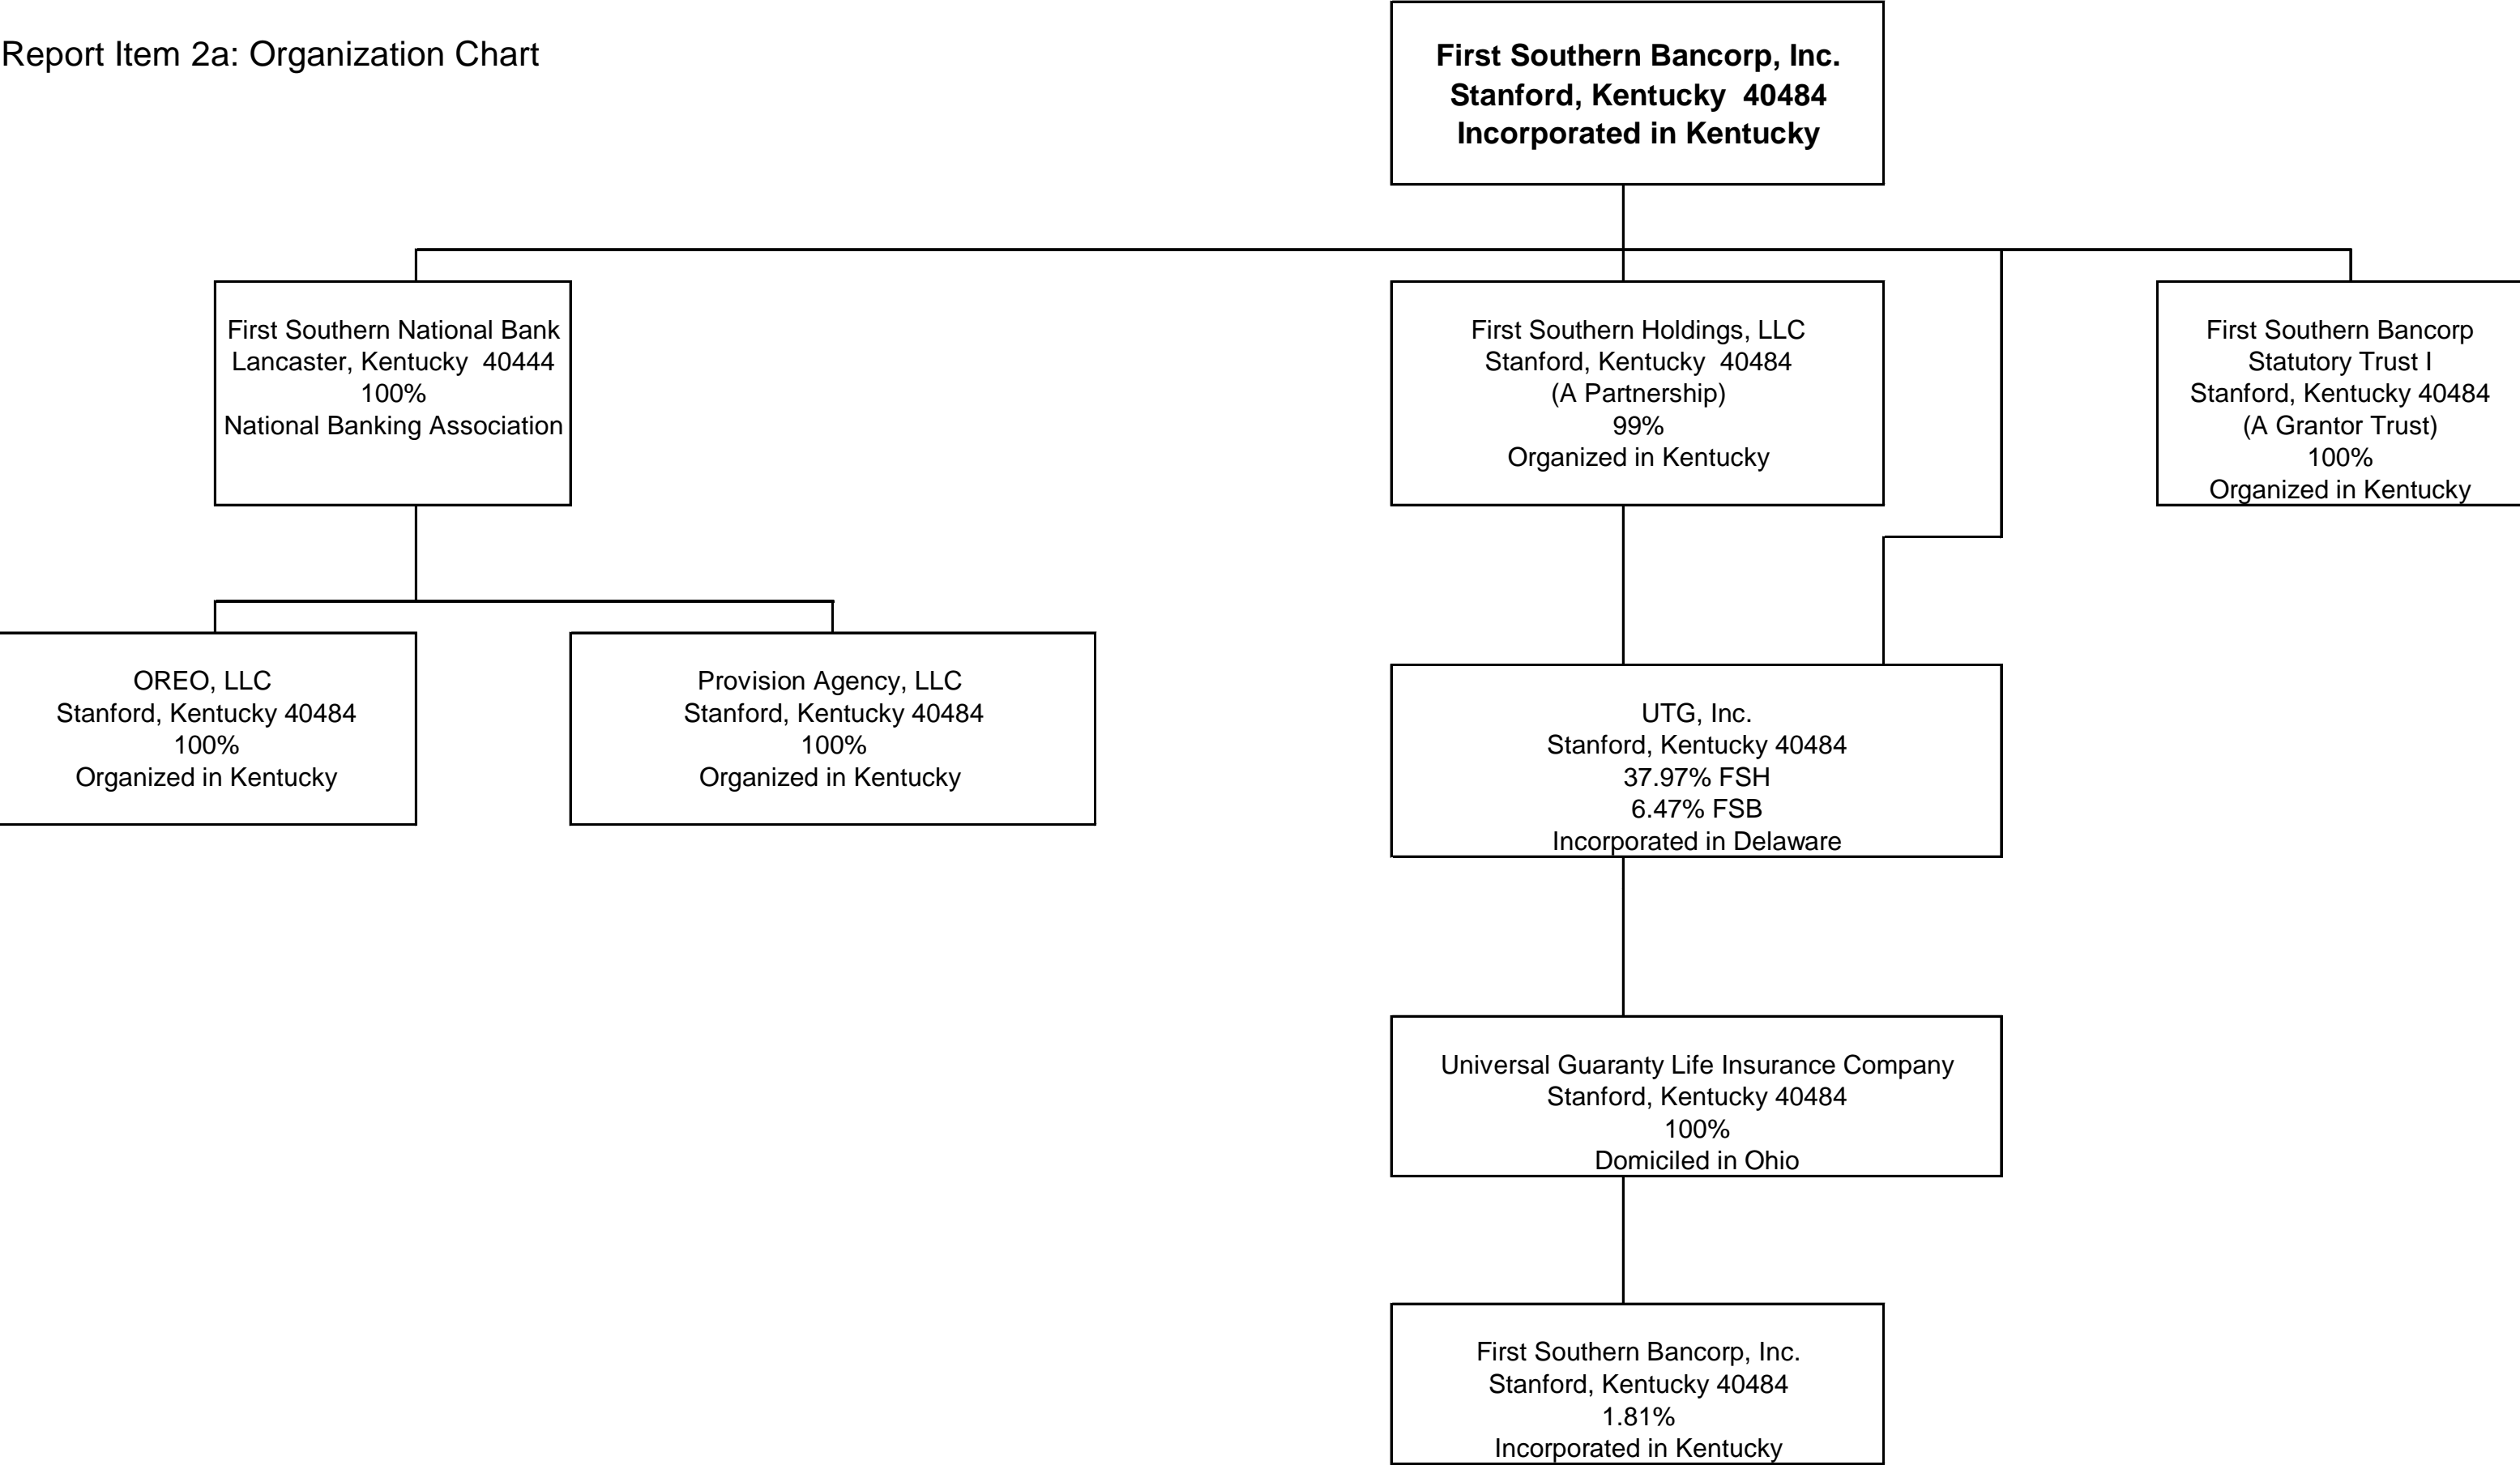 Report Item 2a: Organization Chart
First Southern Bancorp, Inc.
Stanford, Kentucky  40484
Incorporated in Kentucky
First Southern National Bank
Lancaster, Kentucky  40444
100%
National Banking Association
First Southern Holdings, LLC
Stanford, Kentucky  40484
(A Partnership)
99%
Organized in Kentucky
First Southern Bancorp
Statutory Trust I
Stanford, Kentucky 40484
(A Grantor Trust)
100%
Organized in Kentucky
OREO, LLC
Stanford, Kentucky 40484
100%
Organized in Kentucky
Provision Agency, LLC
Stanford, Kentucky 40484
100%
Organized in Kentucky
UTG, Inc.
Stanford, Kentucky 40484
37.97% FSH
6.47% FSB
Incorporated in Delaware
Universal Guaranty Life Insurance Company
Stanford, Kentucky 40484
100%
Domiciled in Ohio
First Southern Bancorp, Inc.
Stanford, Kentucky 40484
1.81%
Incorporated in Kentucky